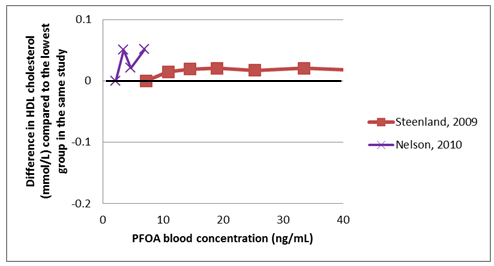 Difference in HDL cholesterol
(mmol/L) compared to the lowest
group in the same study
0.1
0
-0.1
-0.2
0
10
20
30
40
PFOA blood concentration (ng/mL)
Steenland, 2009
Nelson, 2010